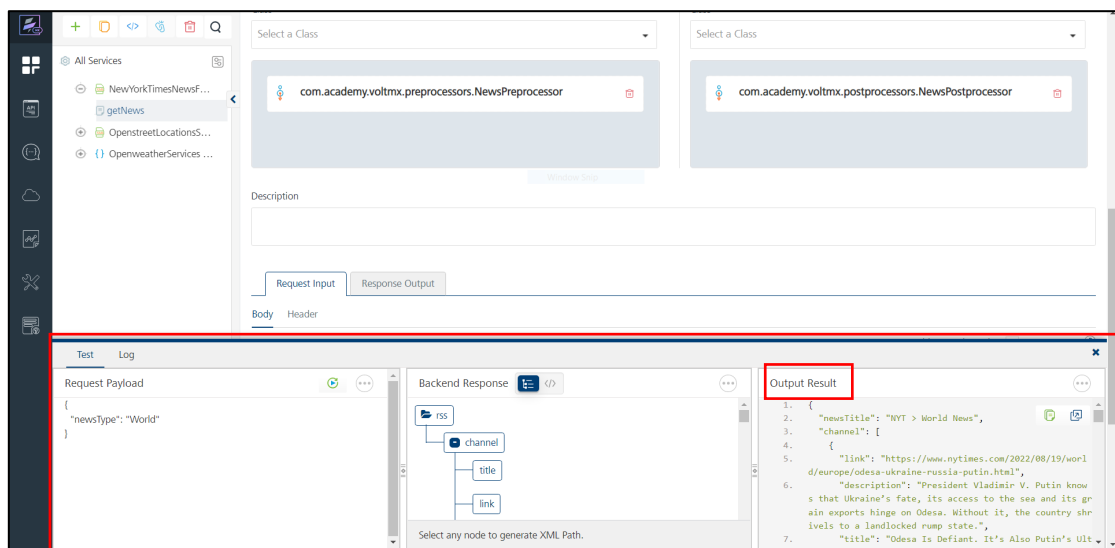 Select a Class
Select a Class
All Services
NewYorkTimesNewsF...
getNews
OpenstreetLocationsS...
OpenweatherServices ...
com.academy.voltmx.preprocessors.NewsPreprocessor
com.academy.voltmx.postprocessors.NewsPostprocessor
Window Snip
Description
Request Input
Response Output
Body
Header
Test
Log
Request Payload
{
"newsType": "World"
}
Backend Response
</>
rss
channel
title
link
Select any node to generate XML Path.
Output Result
1. {
2. "newsTitle": "NYT > World News",
3. "channel": [
4. {
5. "link": "https://www.nytimes.com/2022/08/19/worl
d/europe/odesa-ukraine-russia-putin.html",
6. "description": "President Vladimir V. Putin know
s that Ukraine's fate, its access to the sea and its gr
ain exports hinge on Odesa. Without it, the country shr
ivels to a landlocked rump state.",
7. "title": "Odesa Is Defiant. It's Also Putin's Ult